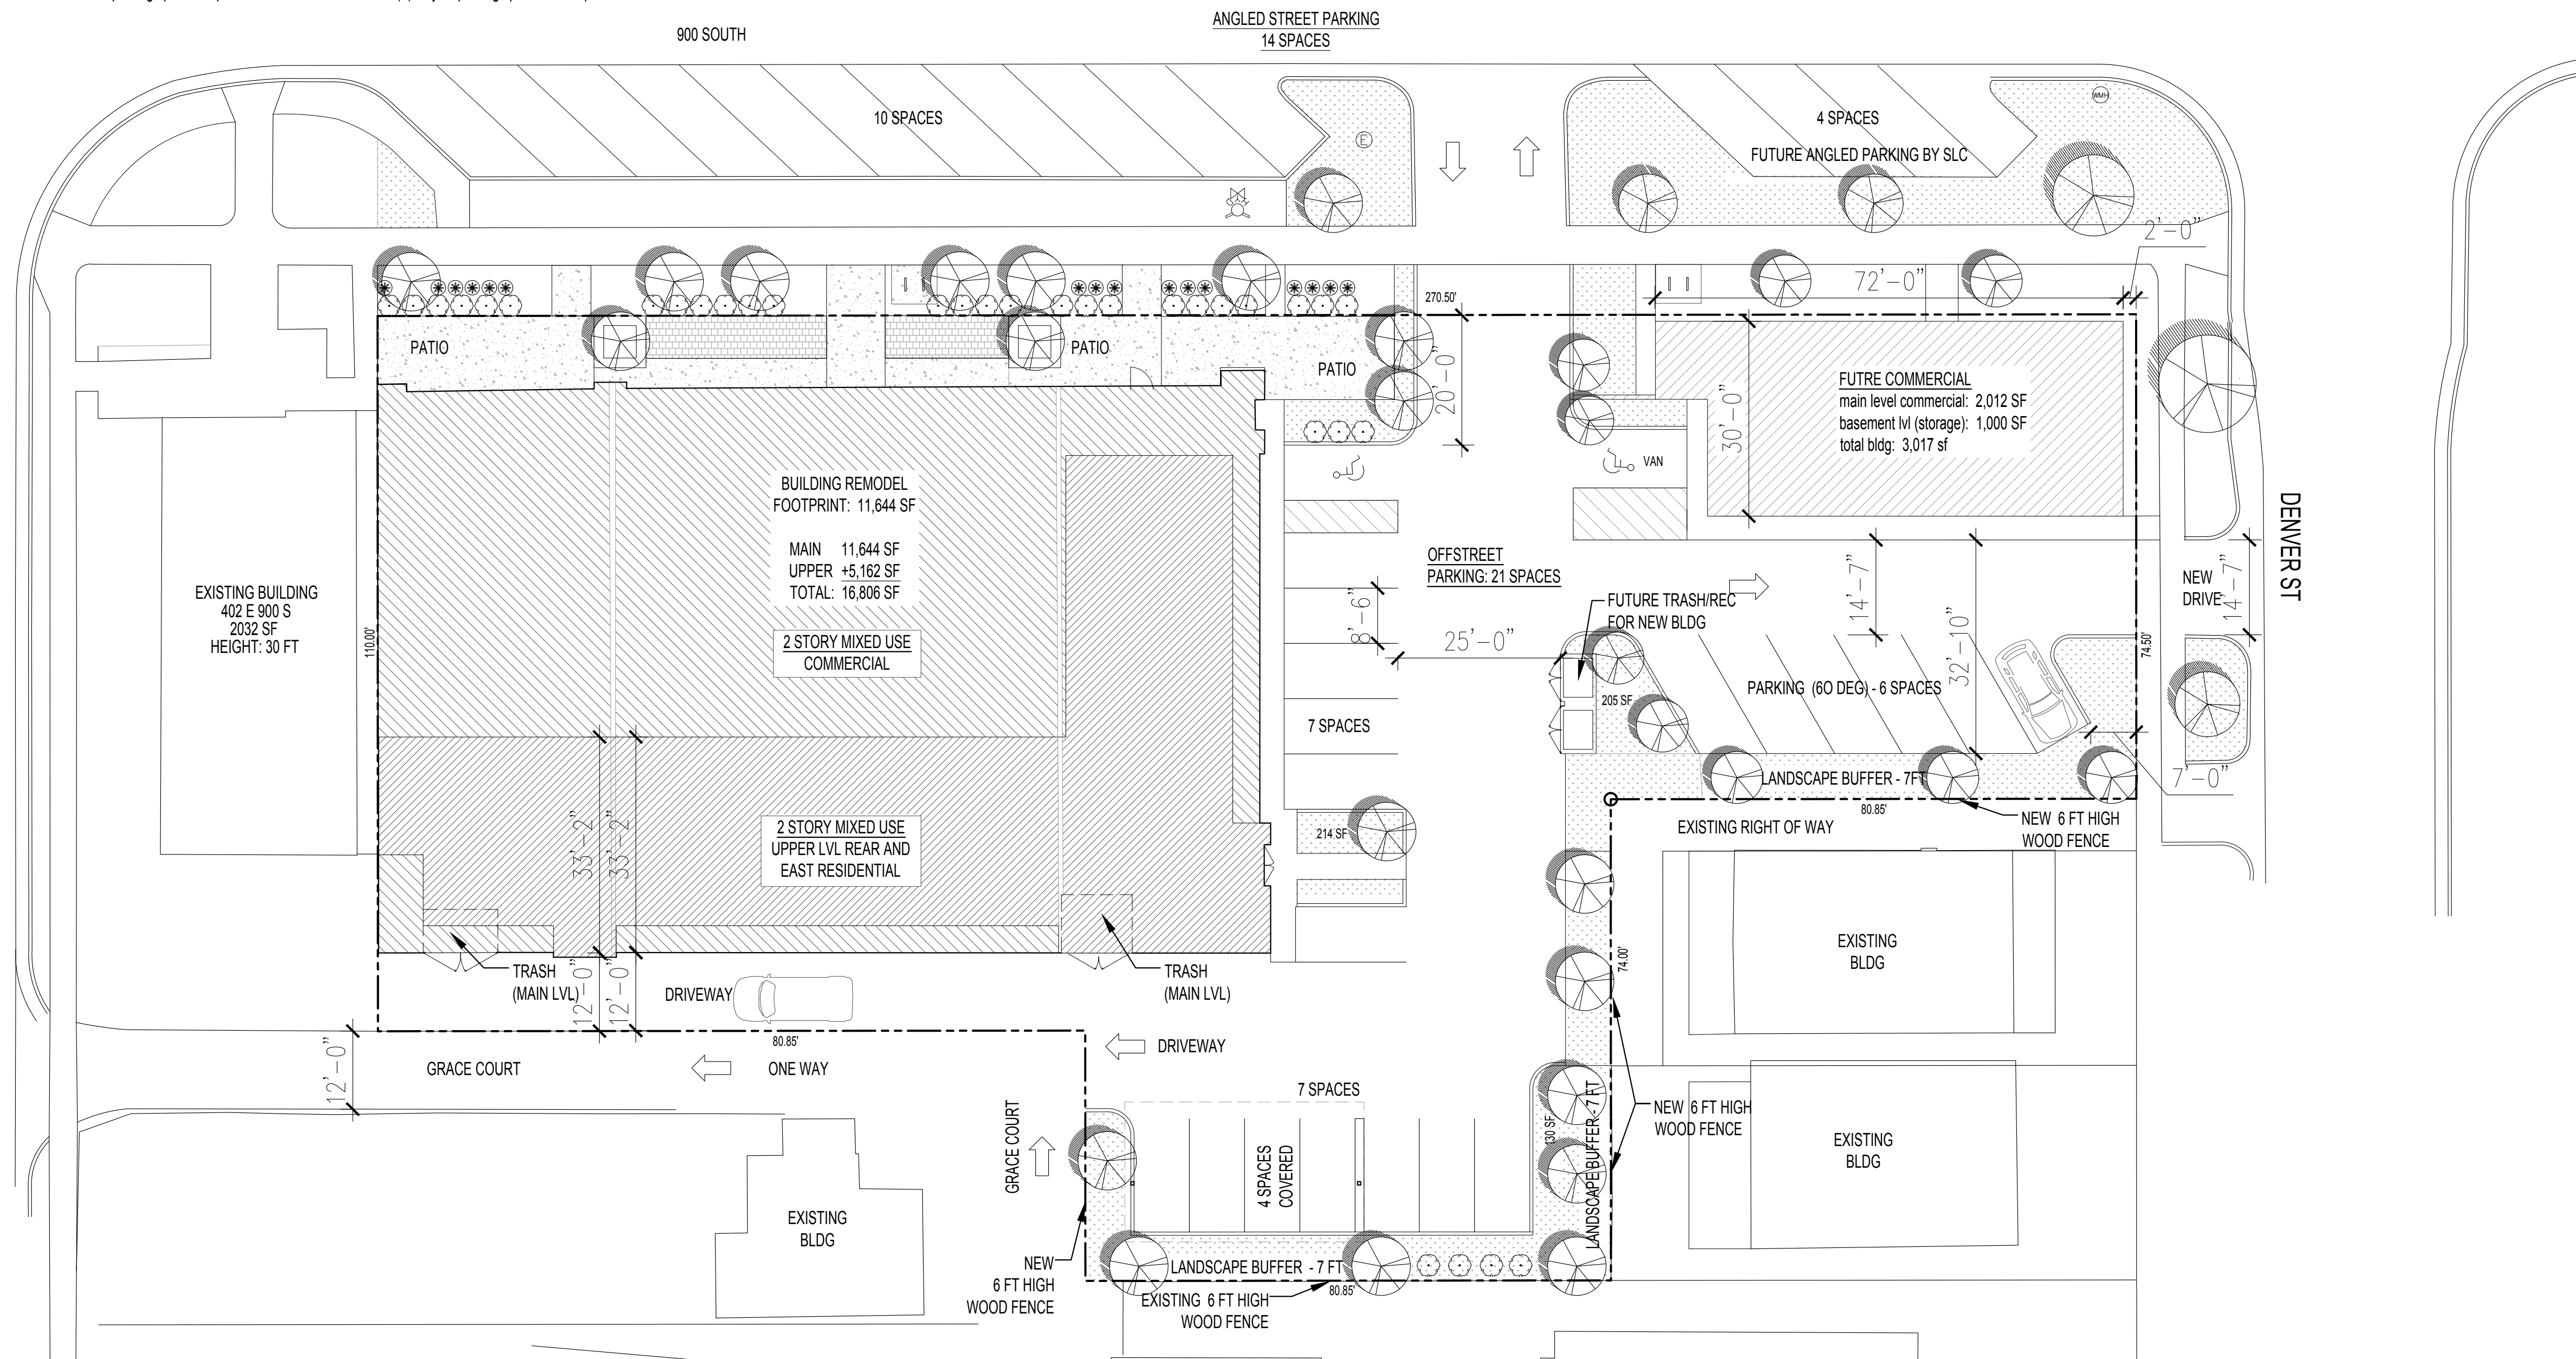 ANGLED STREET PARKING
14 SPACES
900 SOUTH
10 SPACES
E
4 SPACES
FUTURE ANGLED PARKING BY SLC
WMH
2'-0"
72'-0"
270.50'
PATIO
PATIO
PATIO
20'-0"
30'-0"
FUTRE COMMERCIAL
main level commercial: 2,012 SF
basement lvl (storage): 1,000 SF
total bldg: 3,017 sf
VAN
DENVER ST
BUILDING REMODEL
FOOTPRINT: 11,644 SF
MAIN 11,644 SF
UPPER +5,162 SF
TOTAL: 16,806 SF
2 STORY MIXED USE
COMMERCIAL
EXISTING BUILDING
402 E 900 S
2032 SF
HEIGHT: 30 FT
110.00'
OFFSTREET
PARKING: 21 SPACES
8'-6"
25'-0"
FUTURE TRASH/REC
FOR NEW BLDG
14'-7"
32'-10"
NEW
DRIVE
14'-7"
74.50'
205 SF
PARKING (6O DEG) - 6 SPACES
7 SPACES
LANDSCAPE BUFFER - 7FT
7'-0"
80.85'
EXISTING RIGHT OF WAY
NEW 6 FT HIGH
WOOD FENCE
2 STORY MIXED USE
UPPER LVL REAR AND
EAST RESIDENTIAL
33'-2"
33'-2"
214 SF
EXISTING
BLDG
74.00'
TRASH
(MAIN LVL)
12'-0"
12'-0"
DRIVEWAY
TRASH
(MAIN LVL)
80.85'
DRIVEWAY
12'-0"
GRACE COURT
ONE WAY
7 SPACES
GRACE COURT
4 SPACES
COVERED
130 SF
LANDSCAPE BUFFER - 7 FT
NEW 6 FT HIGH
WOOD FENCE
EXISTING
BLDG
EXISTING
BLDG
NEW
6 FT HIGH
WOOD FENCE
LANDSCAPE BUFFER - 7 FT
80.85'
EXISTING 6 FT HIGH
WOOD FENCE